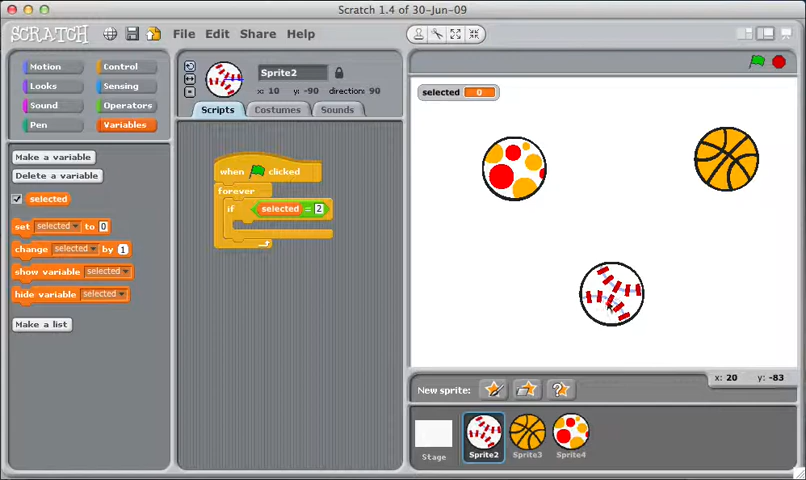 Scratch 1.4 of 30-Jun-09
SCRATCH File Edit Share Help
Motion Control
Looks Sensing
Sound Operators
Pen Variables
Make a variable
Delete a variable
selected
set selected to 0
change selected by 1
show variable selected
hide variable selected
Make a list
Sprite2
x: 10 y: -90 direction: 90
Scripts Costumes Sounds
when clicked
forever
if selected = 2
selected 0
x: 20 y: -83
New sprite:
Stage Sprite2 Sprite3 Sprite4